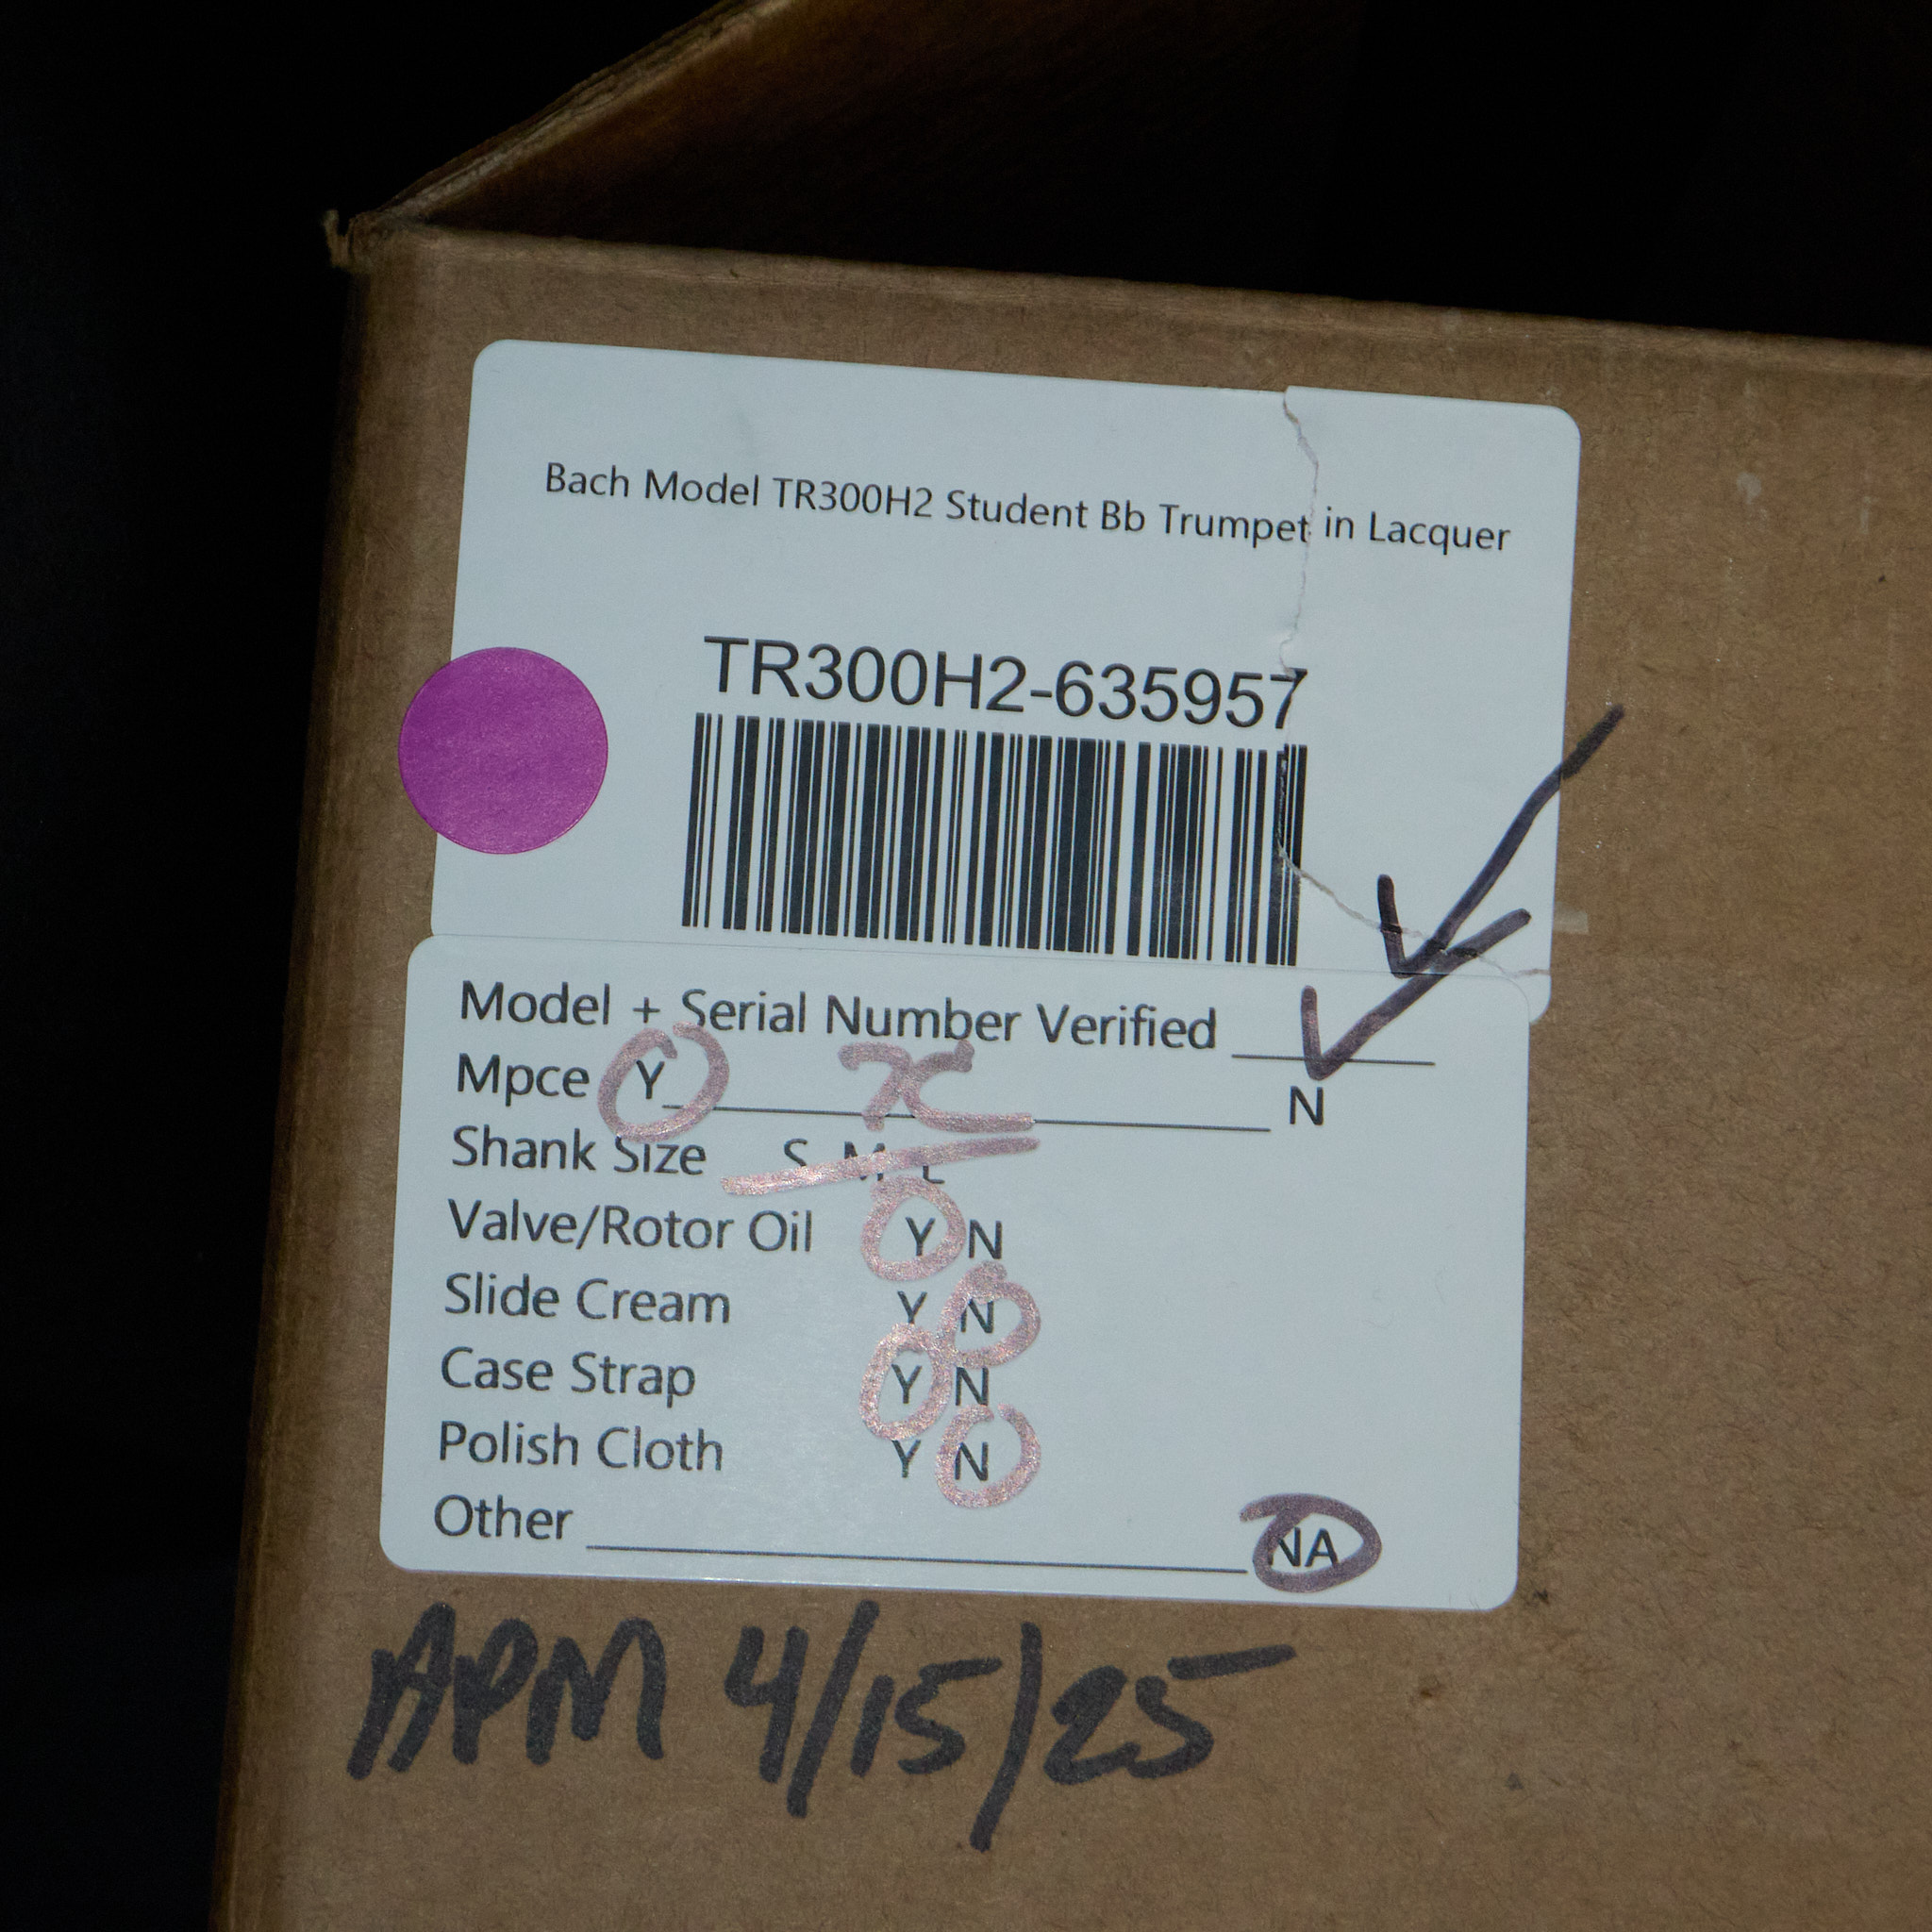 Bach Model TR300H2 Student Bb Trumpet in Lacquer
TR300H2-635957
Model + Serial Number Verified
Mpce Y 7C N
Shank Size S M L
Valve/Rotor Oil Y N
Slide Cream Y N
Case Strap Y N
Polish Cloth Y N
Other NA
APM 4/15/25